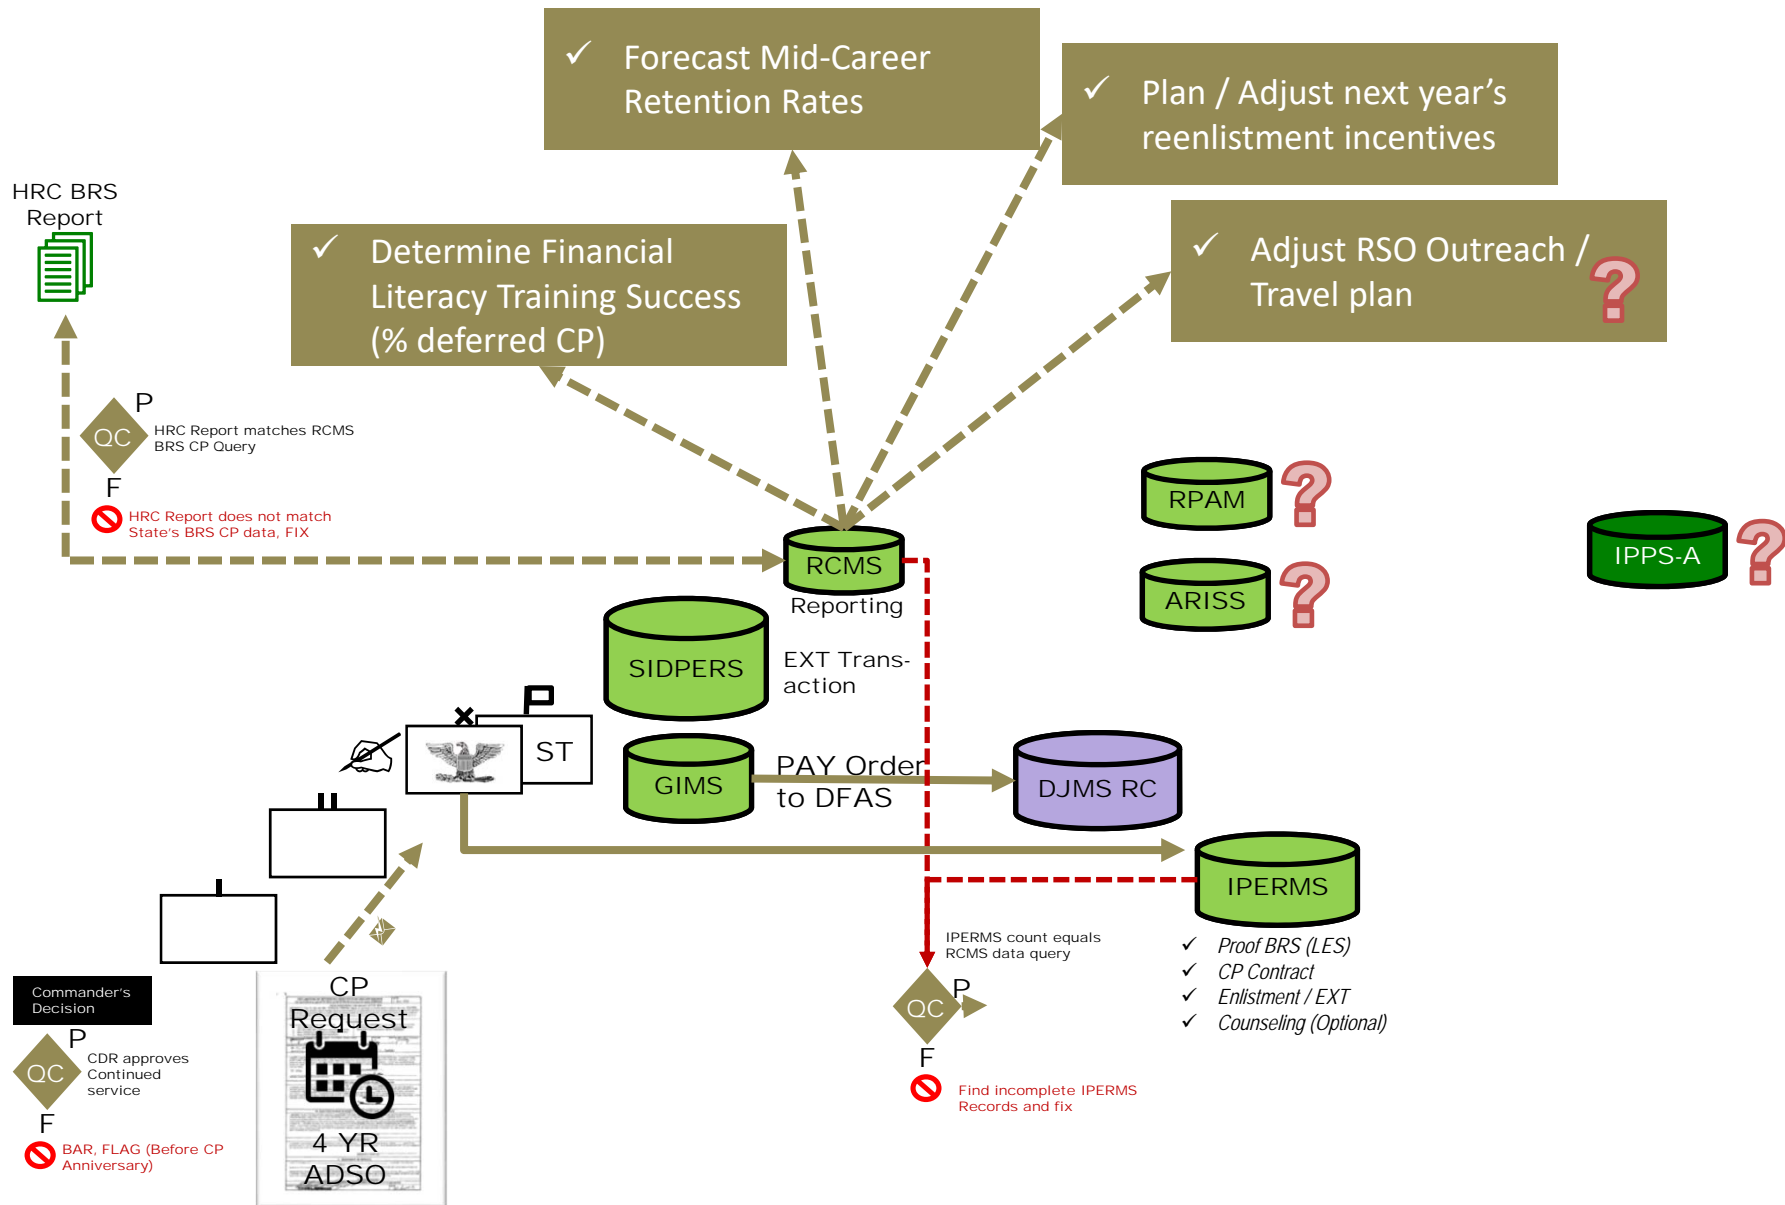 ✓ Forecast Mid-Career
Retention Rates
✓ Plan / Adjust next year's
reenlistment incentives
HRC BRS
Report
✓ Determine Financial
Literacy Training Success
(% deferred CP)
✓ Adjust RSO Outreach /
Travel plan
?
P
QC
HRC Report matches RCMS
BRS CP Query
F
HRC Report does not match
State's BRS CP data, FIX
RPAM
?
IPPS-A
?
RCMS
Reporting
ARISS
?
SIDPERS
EXT Trans-
action
ST
GIMS
PAY Order
to DFAS
DJMS RC
IPERMS
IPERMS count equals
RCMS data query
✓ Proof BRS (LES)
✓ CP Contract
✓ Enlistment / EXT
✓ Counseling (Optional)
P
QC
F
Find incomplete IPERMS
Records and fix
Commander's
Decision
P
QC
CDR approves
Continued
service
F
BAR, FLAG (Before CP
Anniversary)
CP
Request
4 YR
ADSO